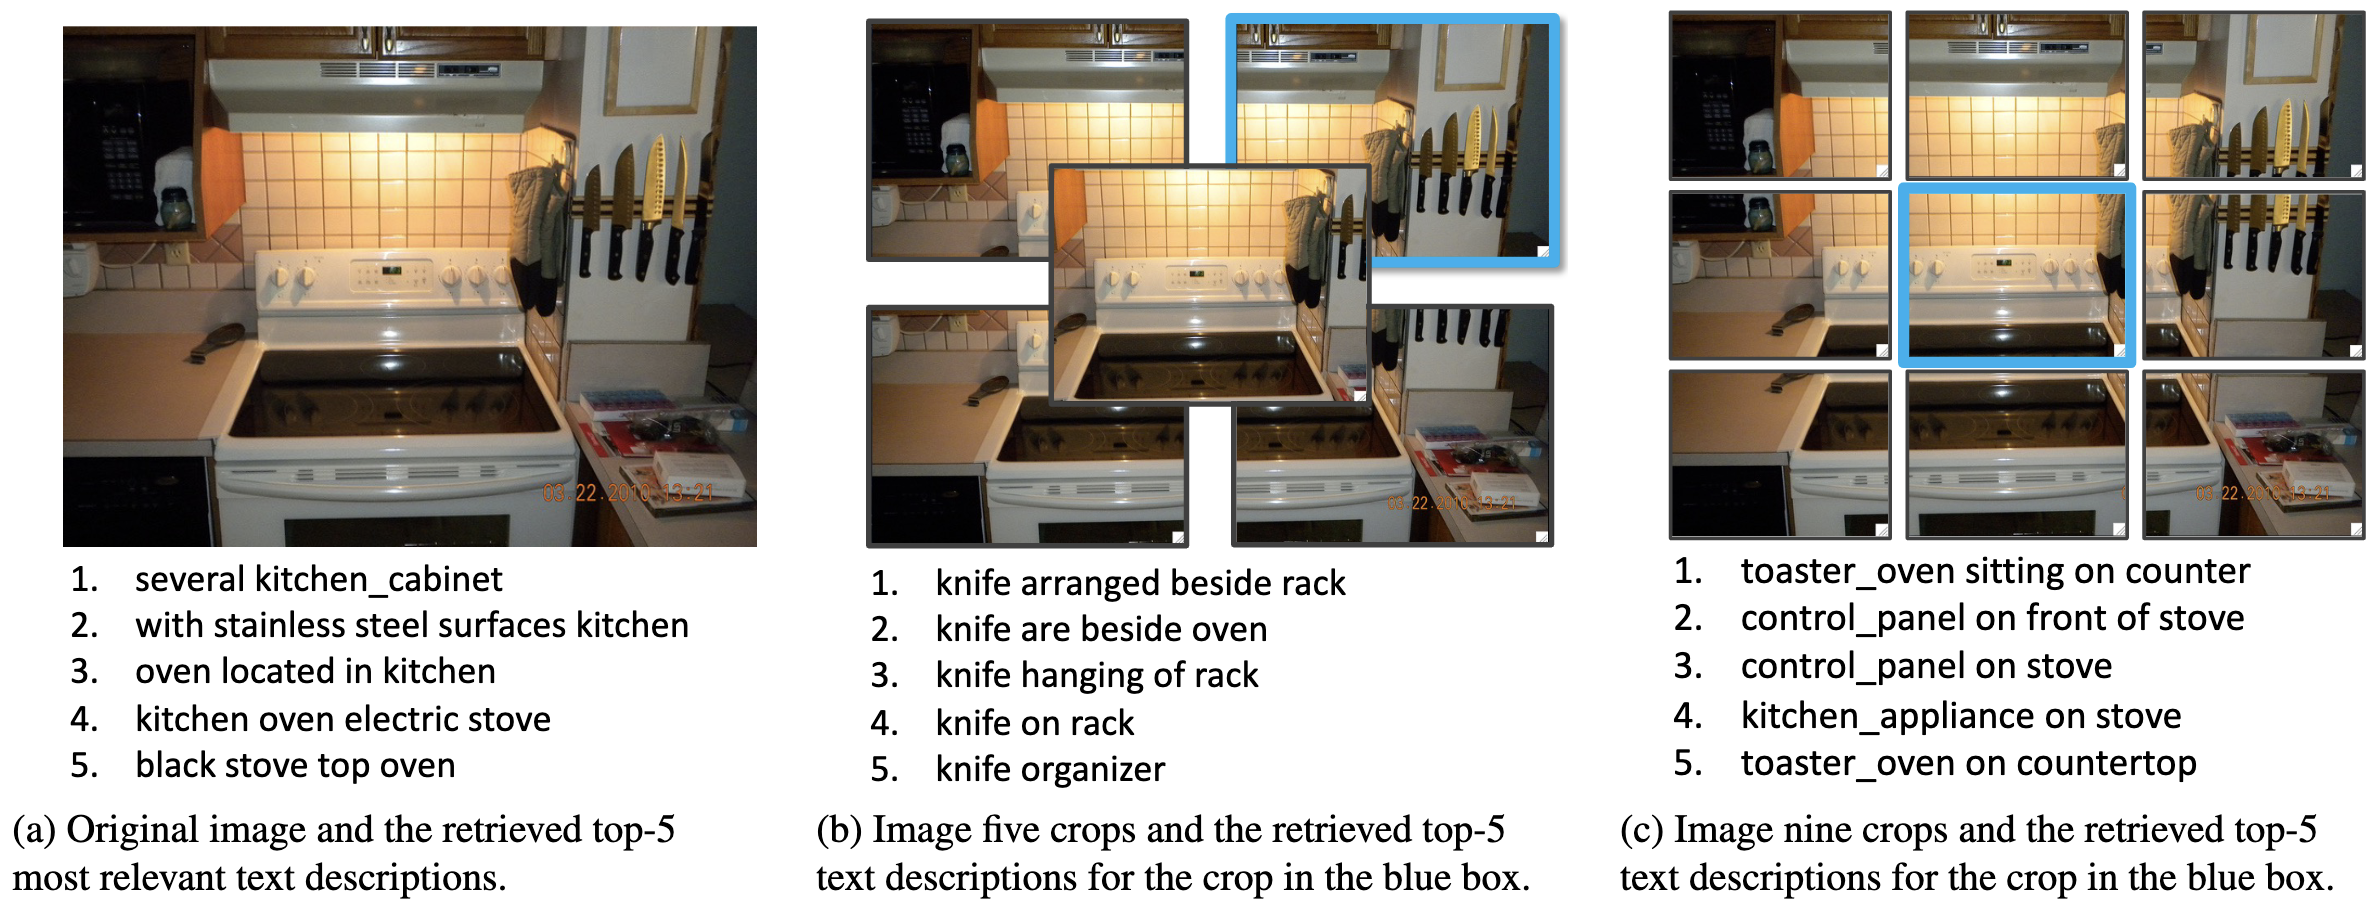 03.22.2010 13:21
03.22.2010 13:21
03.22.2010 13:21
1. several kitchen_cabinet
2. with stainless steel surfaces kitchen
3. oven located in kitchen
4. kitchen oven electric stove
5. black stove top oven
(a) Original image and the retrieved top-5
most relevant text descriptions.
1. knife arranged beside rack
2. knife are beside oven
3. knife hanging of rack
4. knife on rack
5. knife organizer
(b) Image five crops and the retrieved top-5
text descriptions for the crop in the blue box.
1. toaster_oven sitting on counter
2. control_panel on front of stove
3. control_panel on stove
4. kitchen_appliance on stove
5. toaster_oven on countertop
(c) Image nine crops and the retrieved top-5
text descriptions for the crop in the blue box.